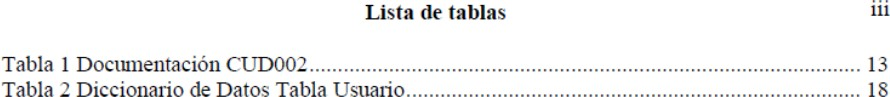 Lista de tablas iii
Tabla 1 Documentación CUD002........................................................................................... 13
Tabla 2 Diccionario de Datos Tabla Usuario........................................................................... 18